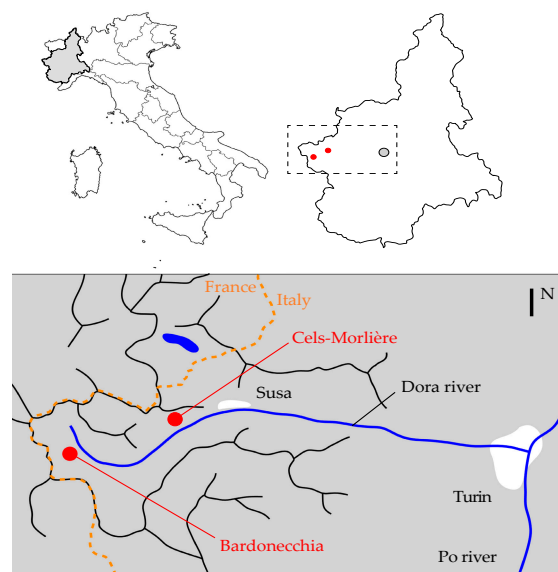 France
Italy
N
Cels-Morlière
Susa
Dora river
Turin
Bardonecchia
Po river